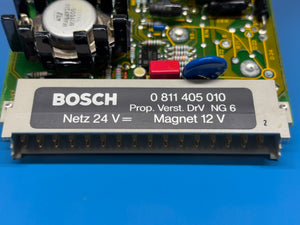 BOSCH
0 811 405 010
Prop. Verst. DrV NG 6
Netz 24 V=
Magnet 12 V
2